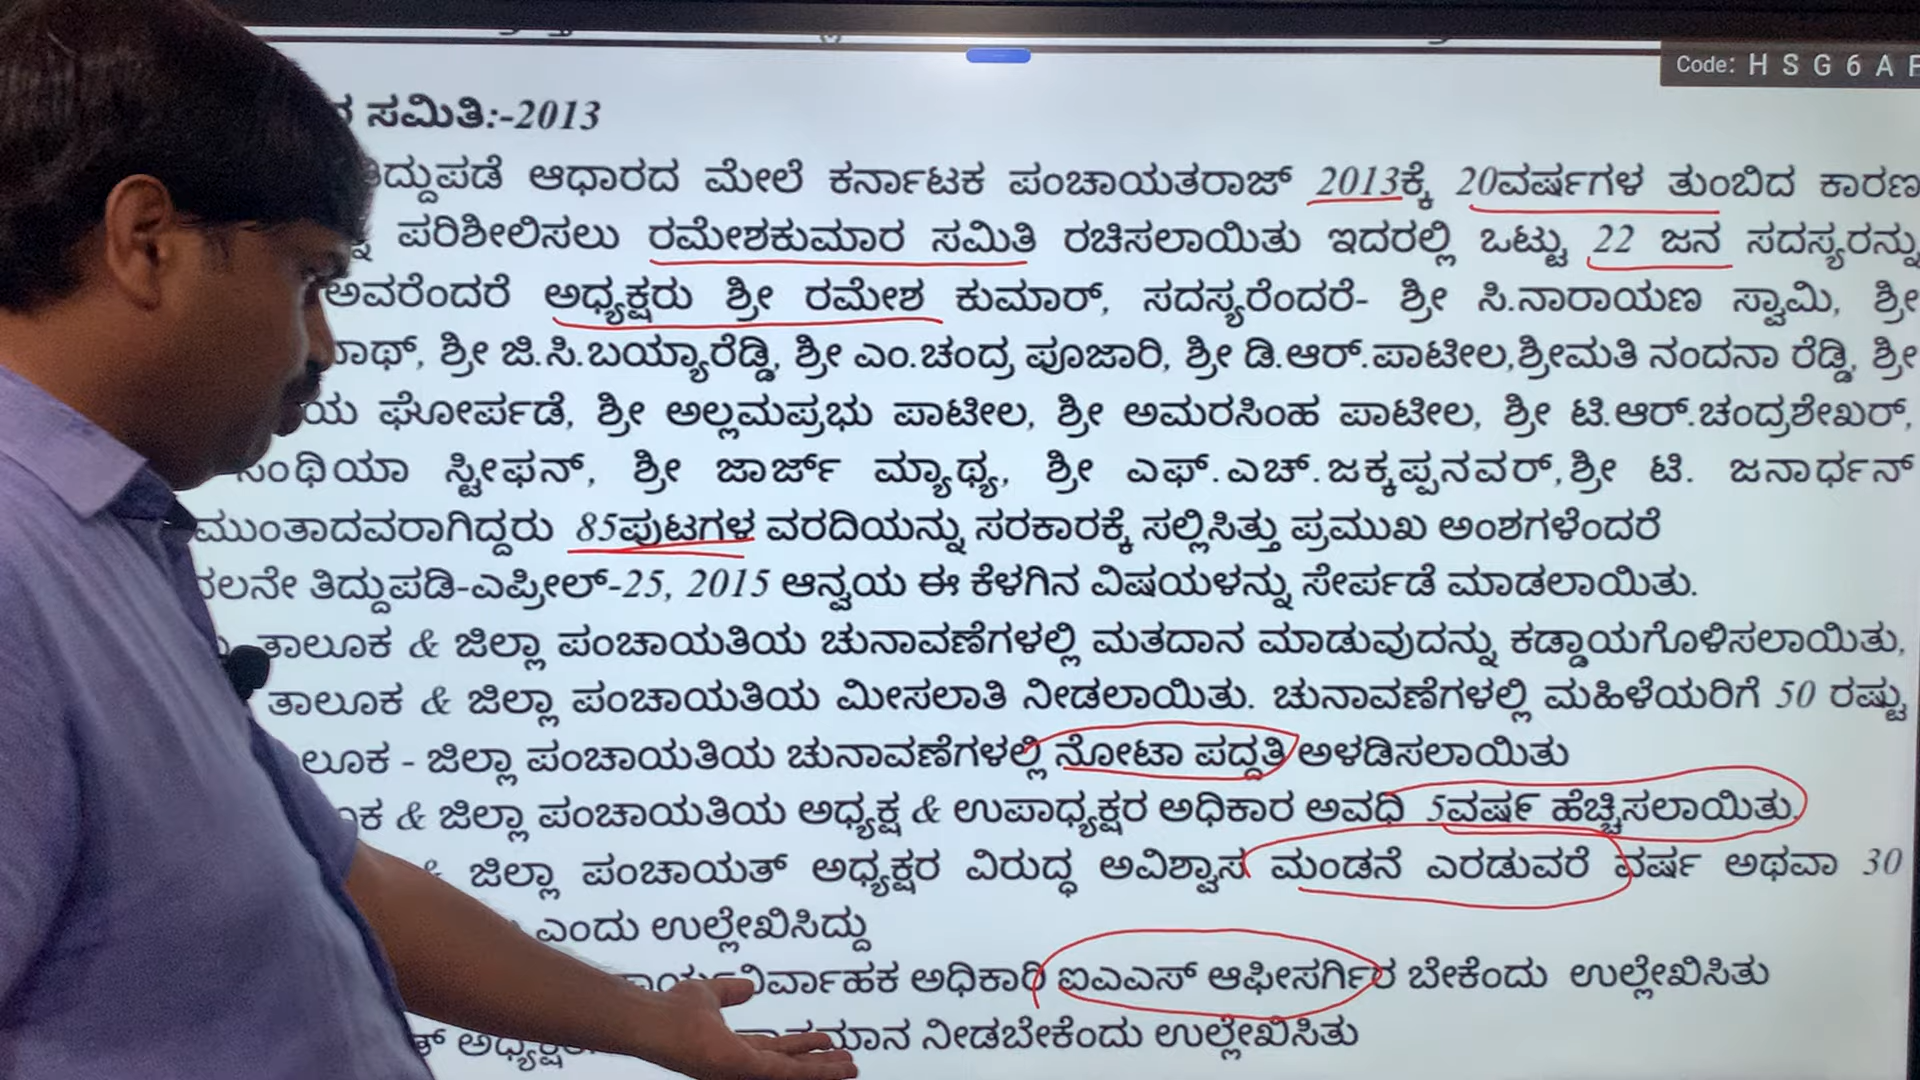 Code: H S G 6 A
ಸಮಿತಿ:-2013
ತಿದ್ದುಪಡೆ ಆಧಾರದ ಮೇಲೆ ಕರ್ನಾಟಕ ಪಂಚಾಯತರಾಜ್ 2013ಕ್ಕೆ 20ವರ್ಷಗಳ ತುಂಬಿದ ಕಾರಣ
ಪರಿಶೀಲಿಸಲು ರಮೇಶಕುಮಾರ ಸಮಿತಿ ರಚಿಸಲಾಯಿತು ಇದರಲ್ಲಿ ಒಟ್ಟು 22 ಜನ ಸದಸ್ಯರನ್ನು
ಅವರೆಂದರೆ ಅಧ್ಯಕ್ಷರು ಶ್ರೀ ರಮೇಶ ಕುಮಾರ್, ಸದಸ್ಯರೆಂದರೆ- ಶ್ರೀ ಸಿ.ನಾರಾಯಣ ಸ್ವಾಮಿ, ಶ್ರೀ
ಶ್ರೀ ಜಿ.ಸಿ.ಬಯ್ಯಾರೆಡ್ಡಿ, ಶ್ರೀ ಎಂ.ಚಂದ್ರ ಪೂಜಾರಿ, ಶ್ರೀ ಡಿ.ಆರ್.ಪಾಟೀಲ,ಶ್ರೀಮತಿ ನಂದನಾ ರೆಡ್ಡಿ, ಶ್ರೀ
ಘೋರ್ಪಡೆ, ಶ್ರೀ ಅಲ್ಲಮಪ್ರಭು ಪಾಟೀಲ, ಶ್ರೀ ಅಮರಸಿಂಹ ಪಾಟೀಲ, ಶ್ರೀ ಟಿ.ಆರ್.ಚಂದ್ರಶೇಖರ್,
ಸಿಂಥಿಯಾ ಸ್ಟೀಫನ್, ಶ್ರೀ ಜಾರ್ಜ್ ಮ್ಯಾಥ್ಯ, ಶ್ರೀ ಎಫ್.ಎಚ್.ಜಕ್ಕಪ್ಪನವರ್,ಶ್ರೀ ಟಿ. ಜನಾರ್ಧನ್
ಮುಂತಾದವರಾಗಿದ್ದರು 85ಪುಟಗಳ ವರದಿಯನ್ನು ಸರಕಾರಕ್ಕೆ ಸಲ್ಲಿಸಿತ್ತು ಪ್ರಮುಖ ಅಂಶಗಳೆಂದರೆ
ತಿದ್ದುಪಡಿ-ಎಪ್ರೀಲ್-25, 2015 ಆನ್ವಯ ಈ ಕೆಳಗಿನ ವಿಷಯಳನ್ನು ಸೇರ್ಪಡೆ ಮಾಡಲಾಯಿತು.
ತಾಲೂಕ & ಜಿಲ್ಲಾ ಪಂಚಾಯತಿಯ ಚುನಾವಣೆಗಳಲ್ಲಿ ಮತದಾನ ಮಾಡುವುದನ್ನು ಕಡ್ಡಾಯಗೊಳಿಸಲಾಯಿತು,
ತಾಲೂಕ & ಜಿಲ್ಲಾ ಪಂಚಾಯತಿಯ ಮೀಸಲಾತಿ ನೀಡಲಾಯಿತು. ಚುನಾವಣೆಗಳಲ್ಲಿ ಮಹಿಳೆಯರಿಗೆ 50 ರಷ್ಟು
- ಜಿಲ್ಲಾ ಪಂಚಾಯತಿಯ ಚುನಾವಣೆಗಳಲ್ಲಿ ನೋಟಾ ಪದ್ದತಿ ಅಳಡಿಸಲಾಯಿತು
& ಜಿಲ್ಲಾ ಪಂಚಾಯತಿಯ ಅಧ್ಯಕ್ಷ & ಉಪಾಧ್ಯಕ್ಷರ ಅಧಿಕಾರ ಅವಧಿ 5ವರ್ಷ ಹೆಚ್ಚಿಸಲಾಯಿತು.
& ಜಿಲ್ಲಾ ಪಂಚಾಯತ್ ಅಧ್ಯಕ್ಷರ ವಿರುದ್ಧ ಅವಿಶ್ವಾಸ ಮಂಡನೆ ಎರಡುವರೆ ವರ್ಷ ಅಥವಾ 30
ಎಂದು ಉಲ್ಲೇಖಿಸಿದ್ದು
ಅಧಿಕಾರಿ ಐಎಎಸ್ ಆಫೀಸರ್ಗಿರ ಬೇಕೆಂದು ಉಲ್ಲೇಖಿಸಿತು
ನೀಡಬೇಕೆಂದು ಉಲ್ಲೇಖಿಸಿತು